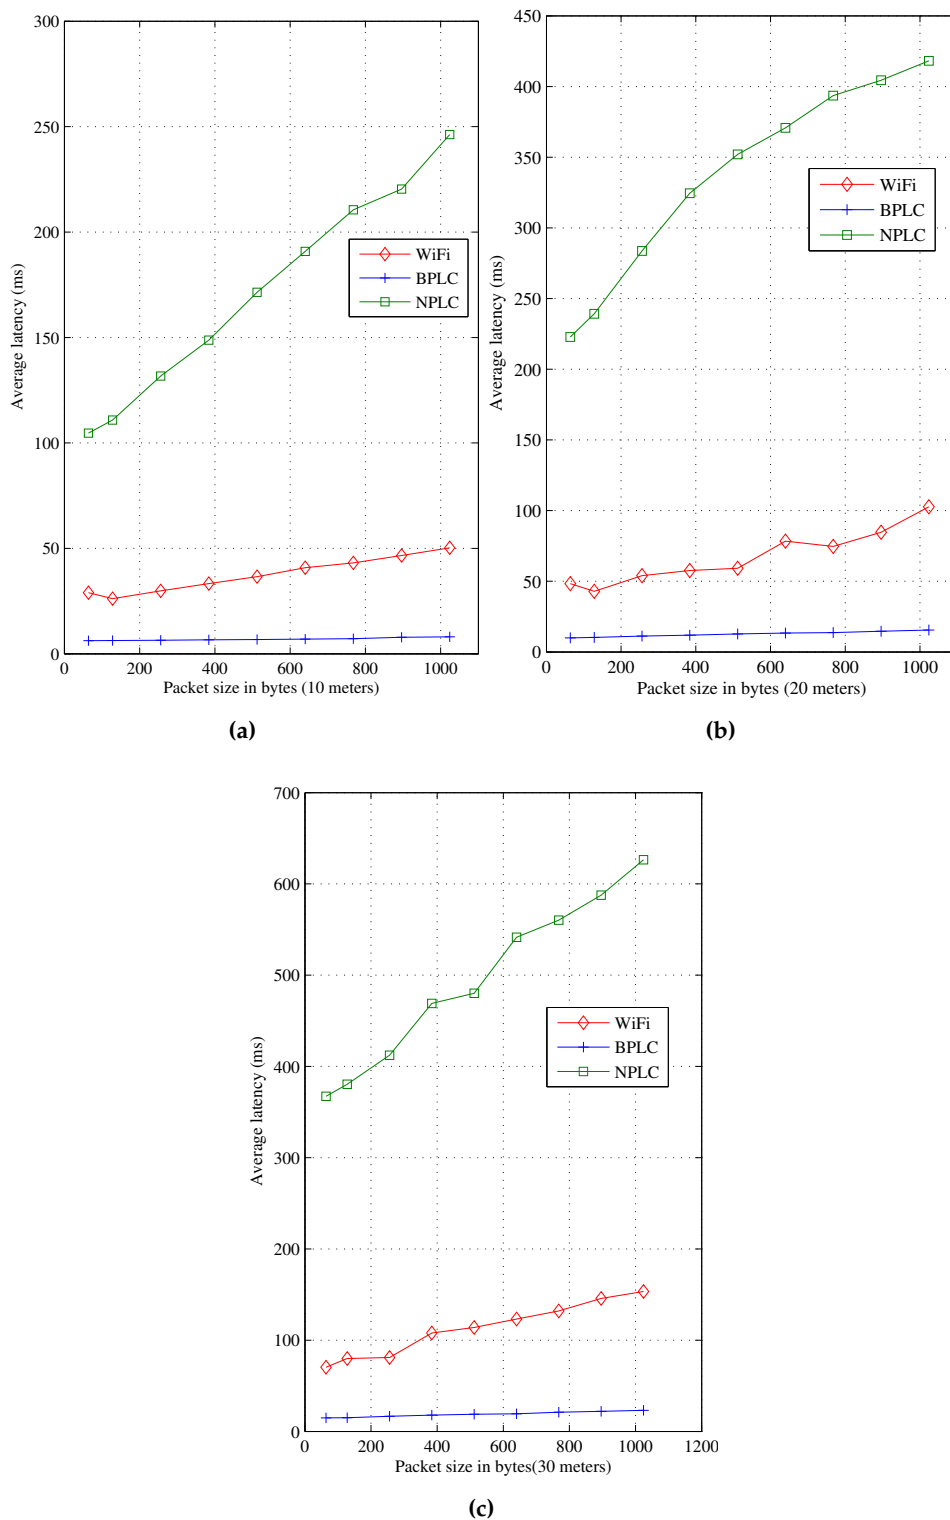 300
250
200
150
100
50
0
0 200 400 600 800 1000
Average latency (ms)
Packet size in bytes (10 meters)
WiFi
BPLC
NPLC
(a)
450
400
350
300
250
200
150
100
50
0
0 200 400 600 800 1000
Average latency (ms)
Packet size in bytes (20 meters)
WiFi
BPLC
NPLC
(b)
700
600
500
400
300
200
100
0
0 200 400 600 800 1000 1200
Average latency (ms)
Packet size in bytes(30 meters)
WiFi
BPLC
NPLC
(c)